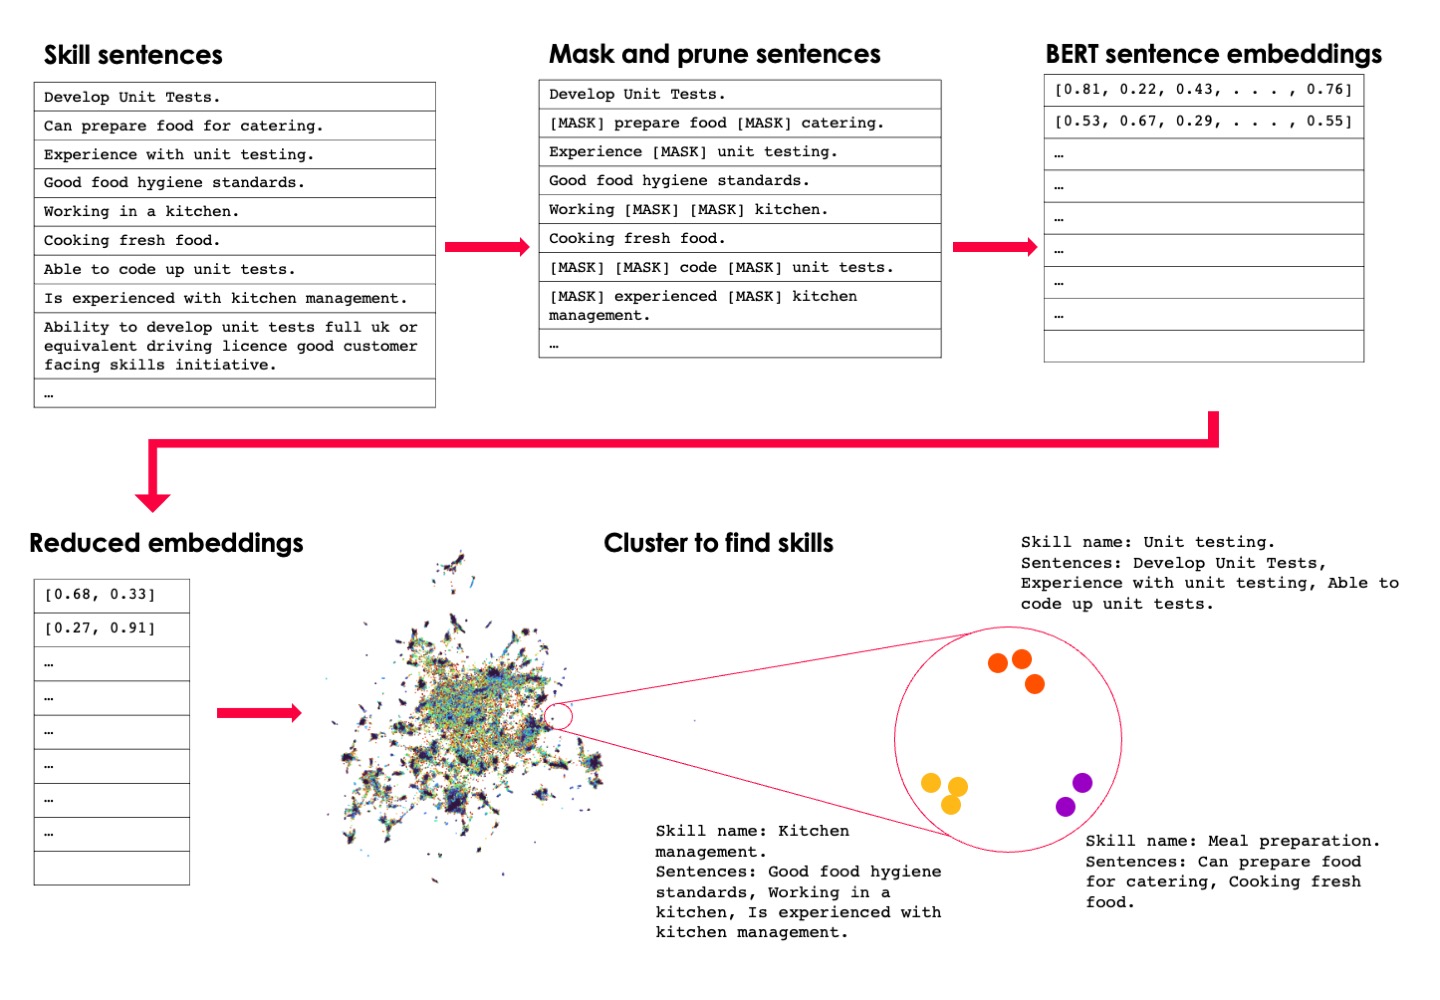 Skill sentences
Develop Unit Tests.
Can prepare food for catering.
Experience with unit testing.
Good food hygiene standards.
Working in a kitchen.
Cooking fresh food.
Able to code up unit tests.
Is experienced with kitchen management.
Ability to develop unit tests full uk or
equivalent driving licence good customer
facing skills initiative.
…
Mask and prune sentences
Develop Unit Tests.
[MASK] prepare food [MASK] catering.
Experience [MASK] unit testing.
Good food hygiene standards.
Working [MASK] [MASK] kitchen.
Cooking fresh food.
[MASK] [MASK] code [MASK] unit tests.
[MASK] experienced [MASK] kitchen
management.
…
BERT sentence embeddings
[0.81, 0.22, 0.43, . . . , 0.76]
[0.53, 0.67, 0.29, . . . , 0.55]
…
…
…
…
…
…
Reduced embeddings
[0.68, 0.33]
[0.27, 0.91]
…
…
…
…
…
…
Cluster to find skills
Skill name: Unit testing.
Sentences: Develop Unit Tests,
Experience with unit testing, Able to
code up unit tests.
Skill name: Kitchen
management.
Sentences: Good food hygiene
standards, Working in a
kitchen, Is experienced with
kitchen management.
Skill name: Meal preparation.
Sentences: Can prepare food
for catering, Cooking fresh
food.